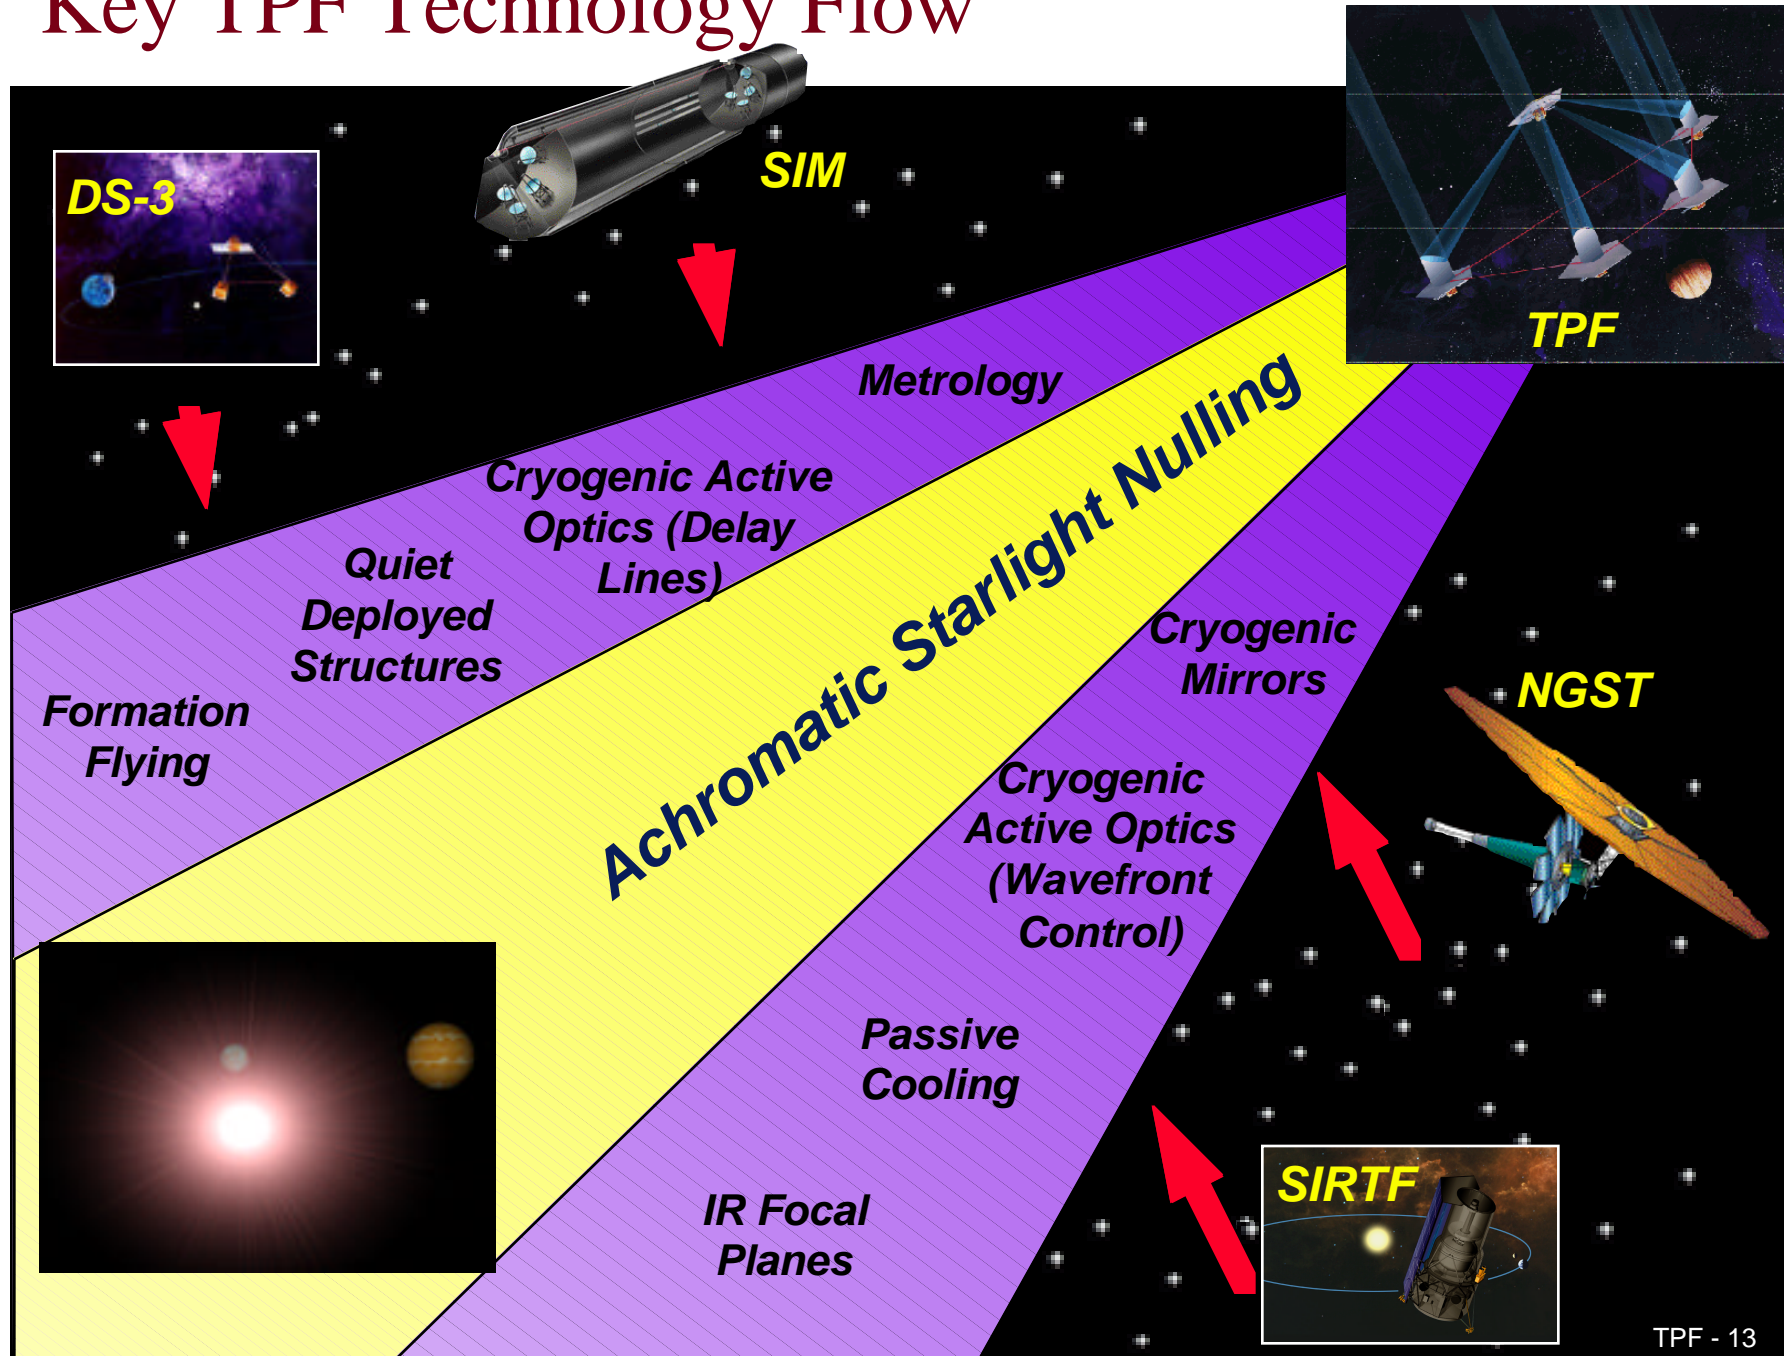 Key TPF Technology Flow
DS-3
SIM
TPF
Metrology
Cryogenic Active
Optics (Delay
Lines)
Quiet
Deployed
Structures
Formation
Flying
Achromatic Starlight Nulling
Cryogenic
Mirrors
NGST
Cryogenic
Active Optics
(Wavefront
Control)
Passive
Cooling
IR Focal
Planes
SIRTF
TPF - 13